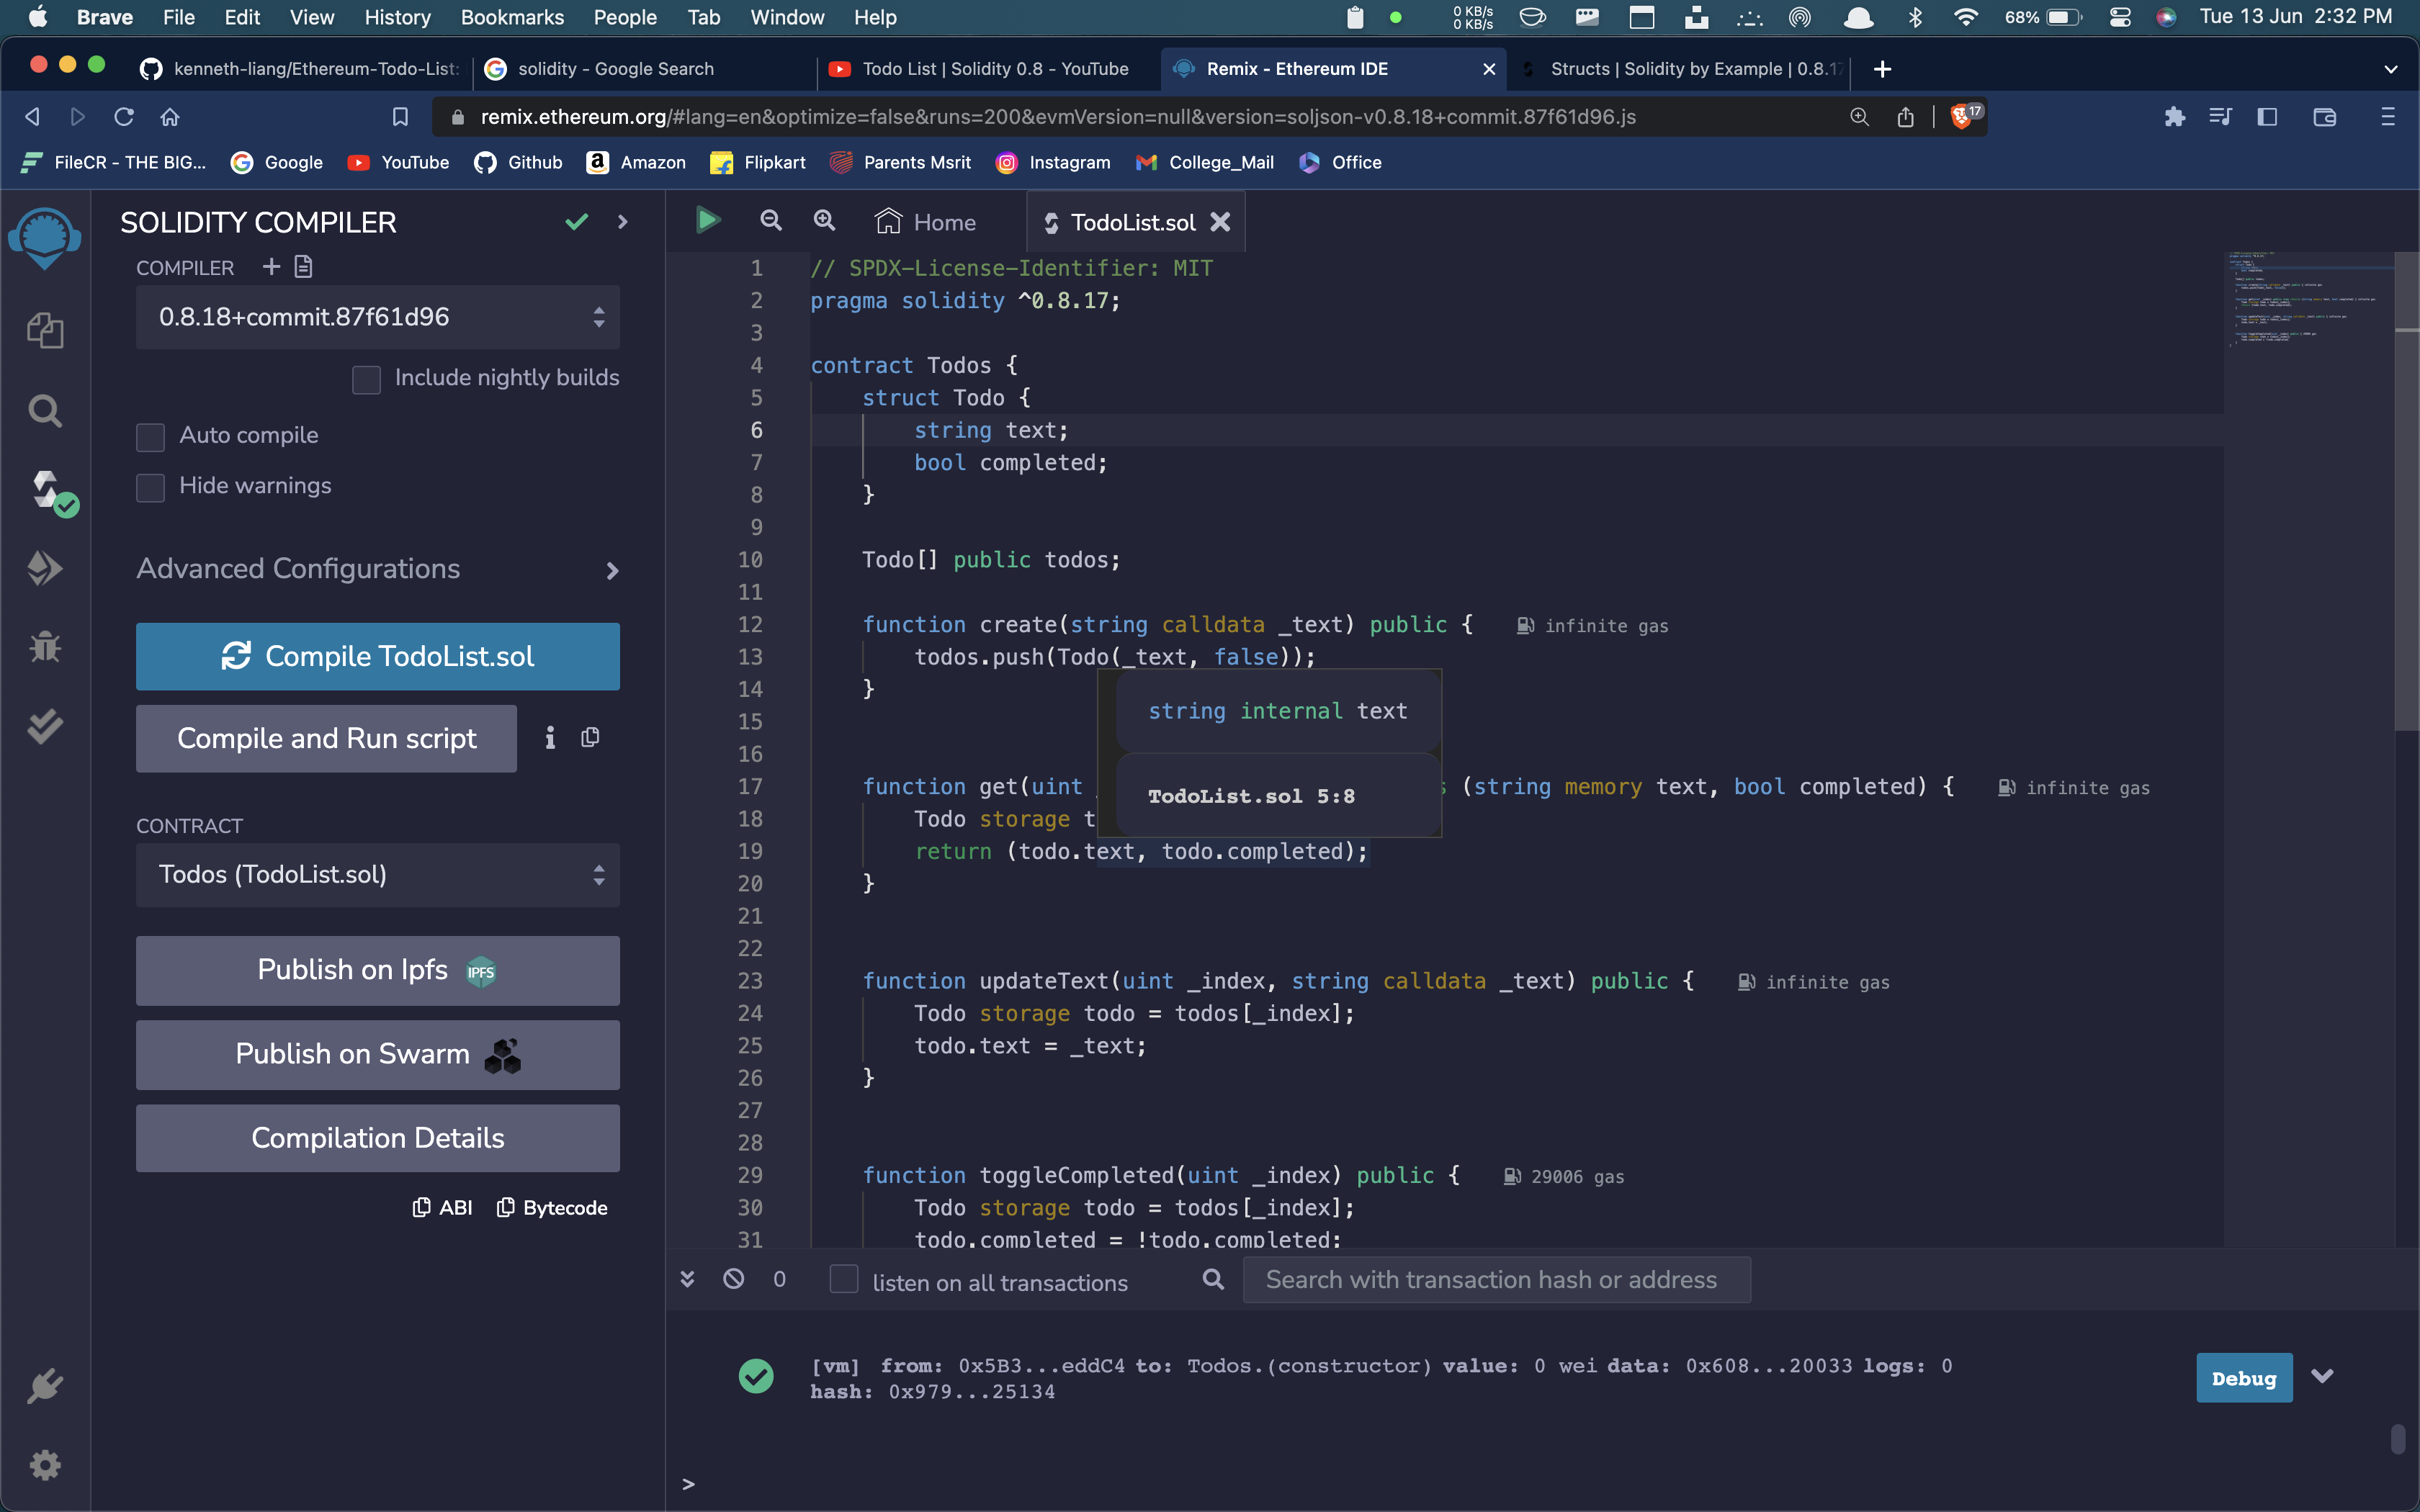 Brave File Edit View History Bookmarks People Tab Window Help
0 KB/s
0 KB/s
68%
Tue 13 Jun 2:32 PM
kenneth-liang/Ethereum-Todo-List:
solidity - Google Search
Todo List | Solidity 0.8 - YouTube
Remix - Ethereum IDE
Structs | Solidity by Example | 0.8.17
remix.ethereum.org/#lang=en&optimize=false&runs=200&evmVersion=null&version=soljson-v0.8.18+commit.87f61d96.js
17
FileCR - THE BIG...
Google
YouTube
Github
Amazon
Flipkart
Parents Msrit
Instagram
College_Mail
Office
SOLIDITY COMPILER
COMPILER
0.8.18+commit.87f61d96
Include nightly builds
Auto compile
Hide warnings
Advanced Configurations
Compile TodoList.sol
Compile and Run script
CONTRACT
Todos (TodoList.sol)
Publish on Ipfs IPFS
Publish on Swarm
Compilation Details
ABI Bytecode
Home
TodoList.sol
1 // SPDX-License-Identifier: MIT
2 pragma solidity ^0.8.17;
3
4 contract Todos {
5 struct Todo {
6 string text;
7 bool completed;
8 }
9
10 Todo[] public todos;
11
12 function create(string calldata _text) public { infinite gas
13 todos.push(Todo(_text, false));
14 }
15
16
string internal text
TodoList.sol 5:8
17 function get(uint (string memory text, bool completed) { infinite gas
18 Todo storage t
19 return (todo.text, todo.completed);
20 }
21
22
23 function updateText(uint _index, string calldata _text) public { infinite gas
24 Todo storage todo = todos[_index];
25 todo.text = _text;
26 }
27
28
29 function toggleCompleted(uint _index) public { 29006 gas
30 Todo storage todo = todos[_index];
31 todo.completed = !todo.completed;
0
listen on all transactions
Search with transaction hash or address
[vm] from: 0x5B3...eddC4 to: Todos.(constructor) value: 0 wei data: 0x608...20033 logs: 0
hash: 0x979...25134
Debug
>